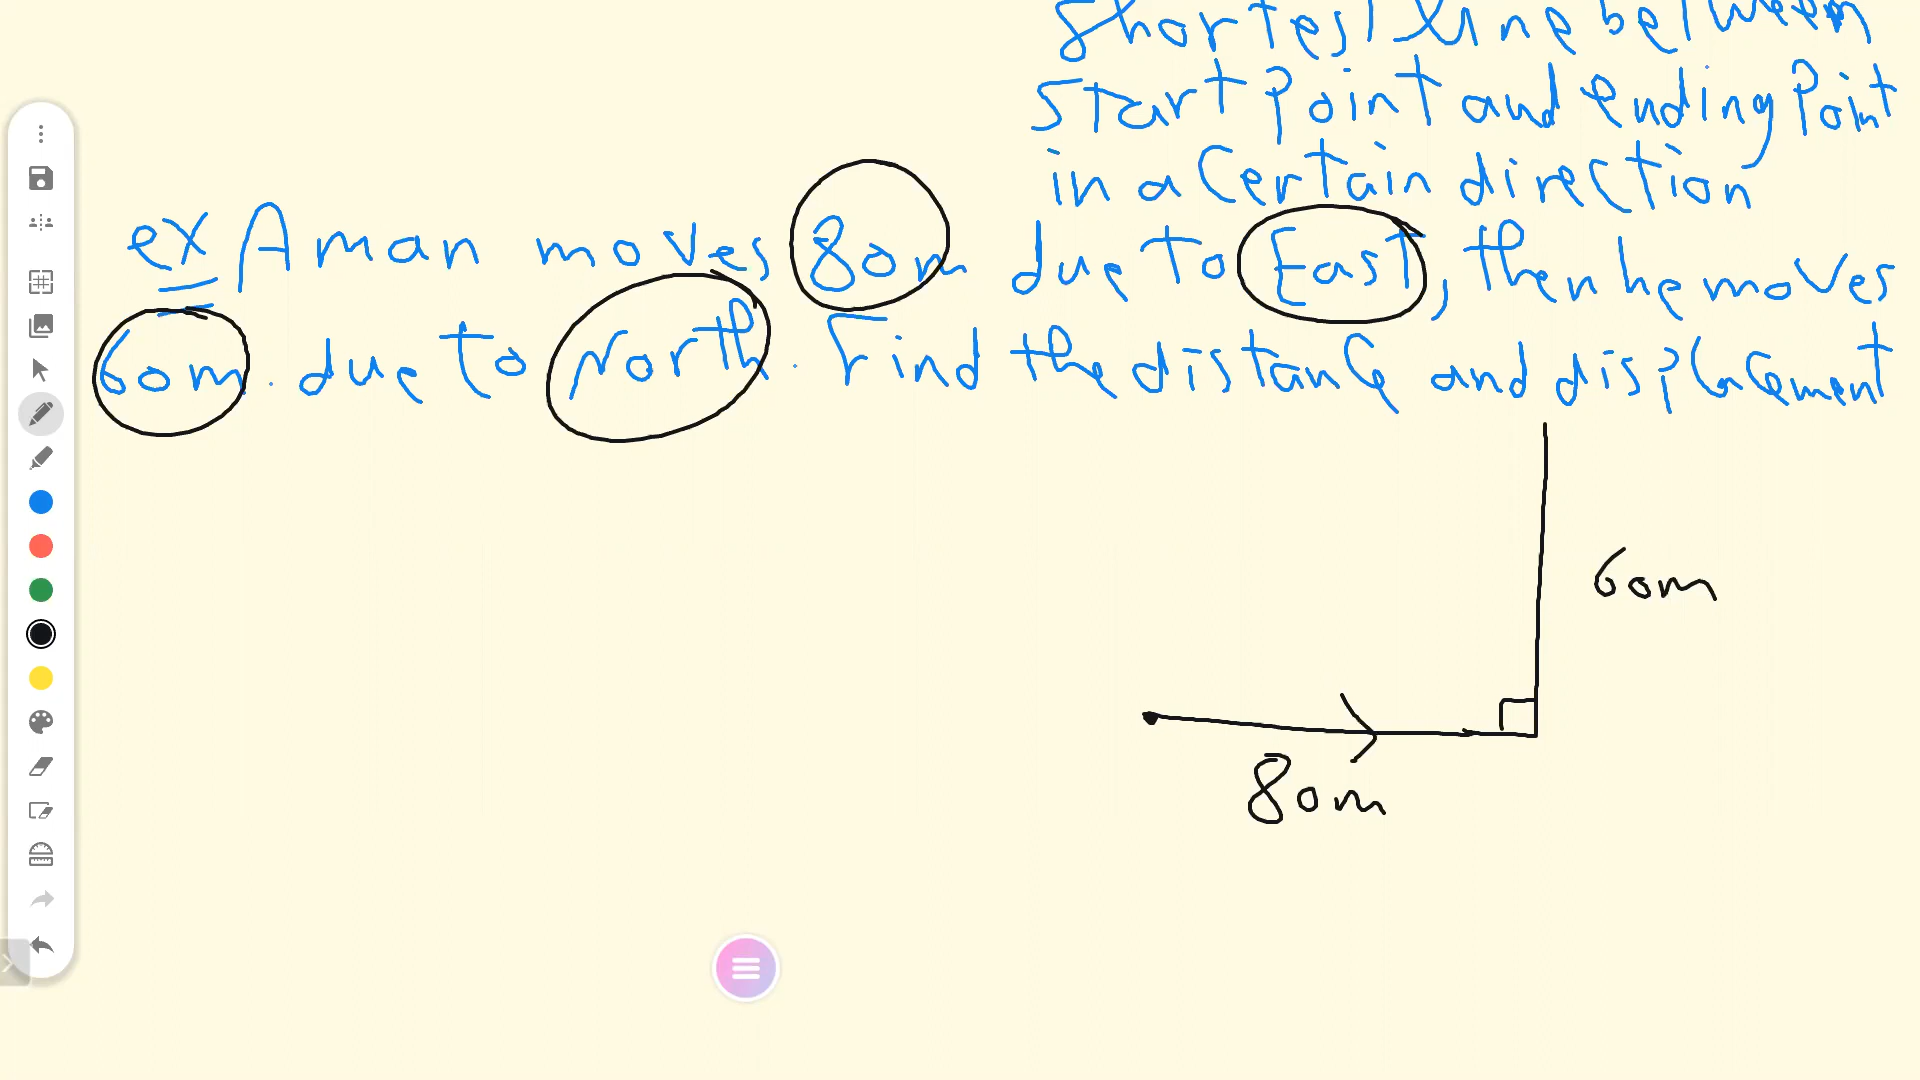 shortest line between
start point and ending point
in a certain direction
ex A man moves 80m due to East, then he moves
60m. due to North. Find the distance and displacement
60m
80m